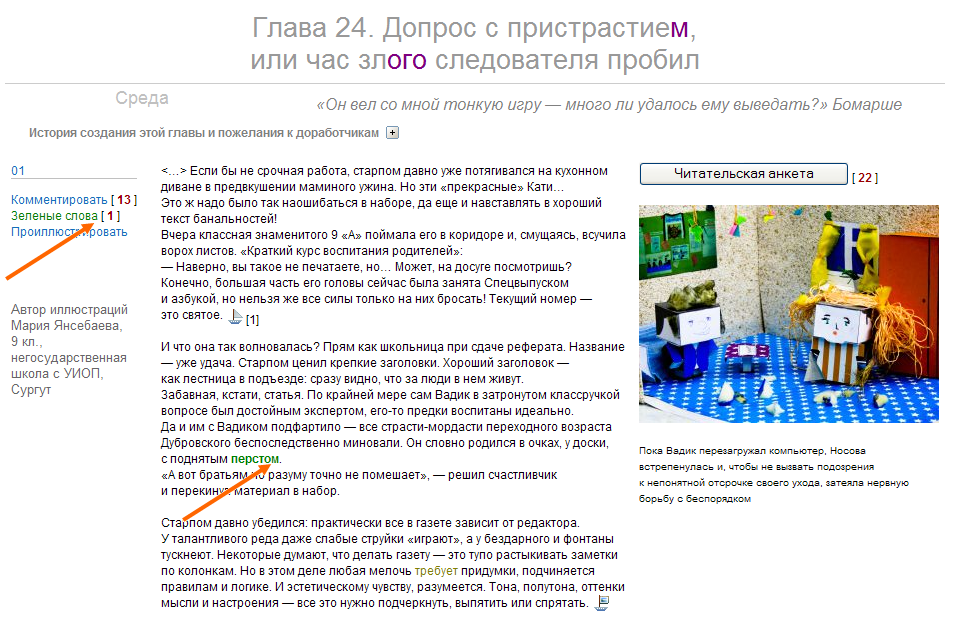 Глава 24. Допрос с пристрастием,
или час злого следователя пробил
Среда
«Он вел со мной тонкую игру — много ли удалось ему выведать?» Бомарше
История создания этой главы и пожелания к доработчикам +
01
Комментировать [ 13 ]
Зеленые слова [ 1 ]
Проиллюстрировать
Автор иллюстраций
Мария Янсебаева,
9 кл.,
негосударственная
школа с УИОП,
Сургут
<…> Если бы не срочная работа, старпом давно уже потягивался на кухонном
диване в предвкушении маминого ужина. Но эти «прекрасные» Кати…
Это ж надо было так наошибаться в наборе, да еще и навставлять в хороший
текст банальностей!
Вчера классная знаменитого 9 «А» поймала его в коридоре и, смущаясь, всучила
ворох листов. «Краткий курс воспитания родителей»:
— Наверно, вы такое не печатаете, но… Может, на досуге посмотришь?
Конечно, большая часть его головы сейчас была занята Спецвыпуском
и азбукой, но нельзя же все силы только на них бросать! Текущий номер —
это святое. [1]
И что она так волновалась? Прям как школьница при сдаче реферата. Название
— уже удача. Старпом ценил крепкие заголовки. Хороший заголовок —
как лестница в подъезде: сразу видно, что за люди в нем живут.
Забавная, кстати, статья. По крайней мере сам Вадик в затронутом классручкой
вопросе был достойным экспертом, его-то предки воспитаны идеально.
Да и им с Вадиком подфартило — все страсти-мордасти переходного возраста
Дубровского беспоследственно миновали. Он словно родился в очках, у доски,
с поднятым перстом.
«А вот братьям по разуму точно не помешает», — решил счастливчик
и перекинул материал в набор.
Старпом давно убедился: практически все в газете зависит от редактора.
У талантливого реда даже слабые струйки «играют», а у бездарного и фонтаны
тускнеют. Некоторые думают, что делать газету — это тупо растыкивать заметки
по колонкам. Но в этом деле любая мелочь требует придумки, подчиняется
правилам и логике. И эстетическому чувству, разумеется. Тона, полутона, оттенки
мысли и настроения — все это нужно подчеркнуть, выпятить или спрятать.
Читательская анкета [ 22 ]
Пока Вадик перезагружал компьютер, Носова
встрепенулась и, чтобы не вызвать подозрения
к непонятной отсрочке своего ухода, затеяла нервную
борьбу с беспорядком